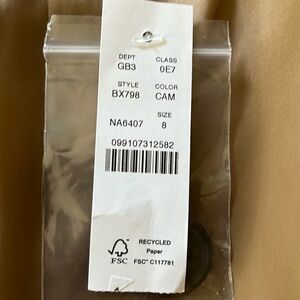 DEPT CLASS
GB3 0E7
STYLE COLOR
BX798 CAM
SIZE
NA6407 8
099107312582
RECYCLED
Paper
FSC FSC® C117781